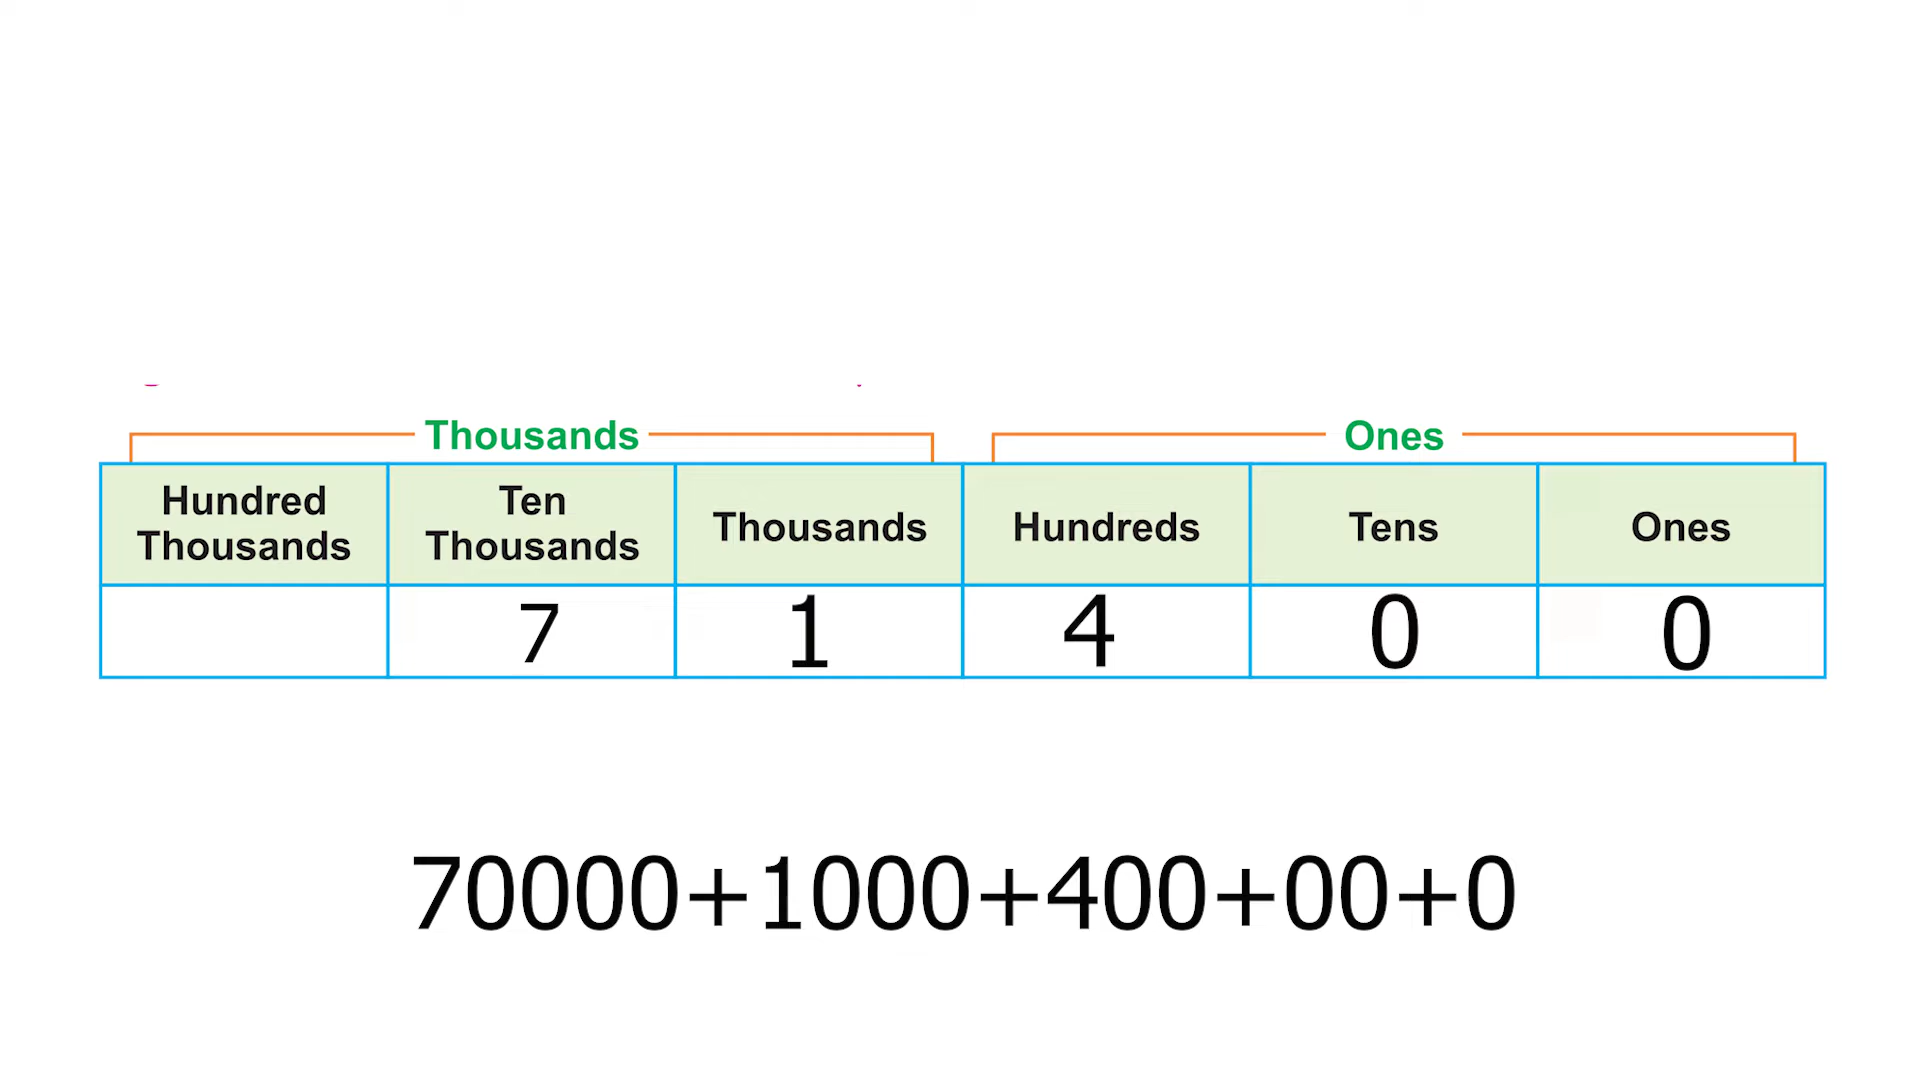 Thousands Ones
Hundred Thousands Ten Thousands Thousands Hundreds Tens Ones
7 1 4 0 0
70000+1000+400+00+0